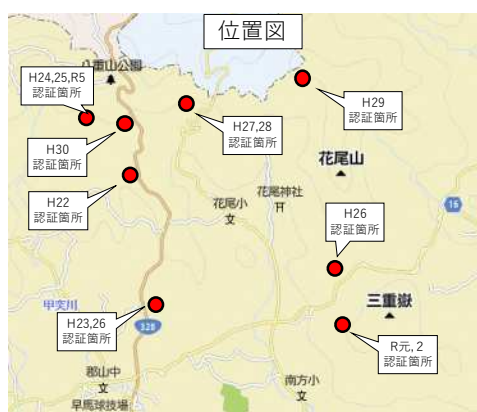 位置図
八重山公園
H24,25,R5
認証箇所
H29
認証箇所
H27,28
認証箇所
H30
認証箇所
花尾山
H22
認証箇所
花尾神社
花尾小
文
16
H26
認証箇所
甲突川
三重嶽
H23,26
認証箇所
328
R元,2
認証箇所
郡山中
文
南方小
文
早馬球技場